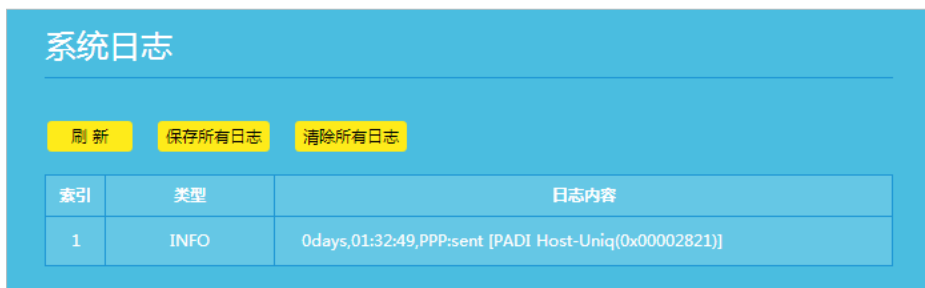 系统日志
刷 新 保存所有日志 清除所有日志
索引 类型 日志内容
1 INFO 0days,01:32:49,PPP:sent [PADI Host-Uniq(0x00002821)]